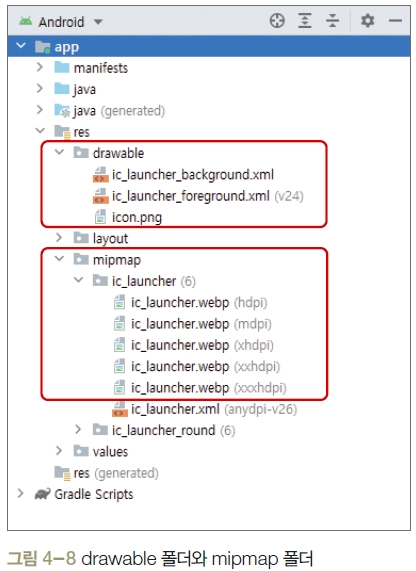 Android
app
manifests
java
java (generated)
res
drawable
ic_launcher_background.xml
ic_launcher_foreground.xml (v24)
icon.png
layout
mipmap
ic_launcher (6)
ic_launcher.webp (hdpi)
ic_launcher.webp (mdpi)
ic_launcher.webp (xhdpi)
ic_launcher.webp (xxhdpi)
ic_launcher.webp (xxxhdpi)
ic_launcher.xml (anydpi-v26)
ic_launcher_round (6)
values
res (generated)
Gradle Scripts
그림 4-8 drawable 폴더와 mipmap 폴더